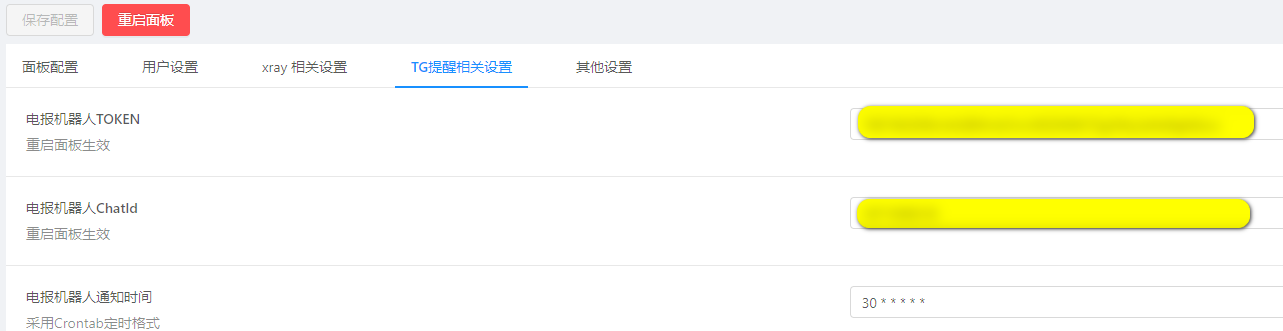 保存配置 重启面板
面板配置 用户设置 xray 相关设置 TG提醒相关设置 其他设置
电报机器人TOKEN
重启面板生效
电报机器人ChatId
重启面板生效
电报机器人通知时间 30 * * * * *
采用Crontab定时格式